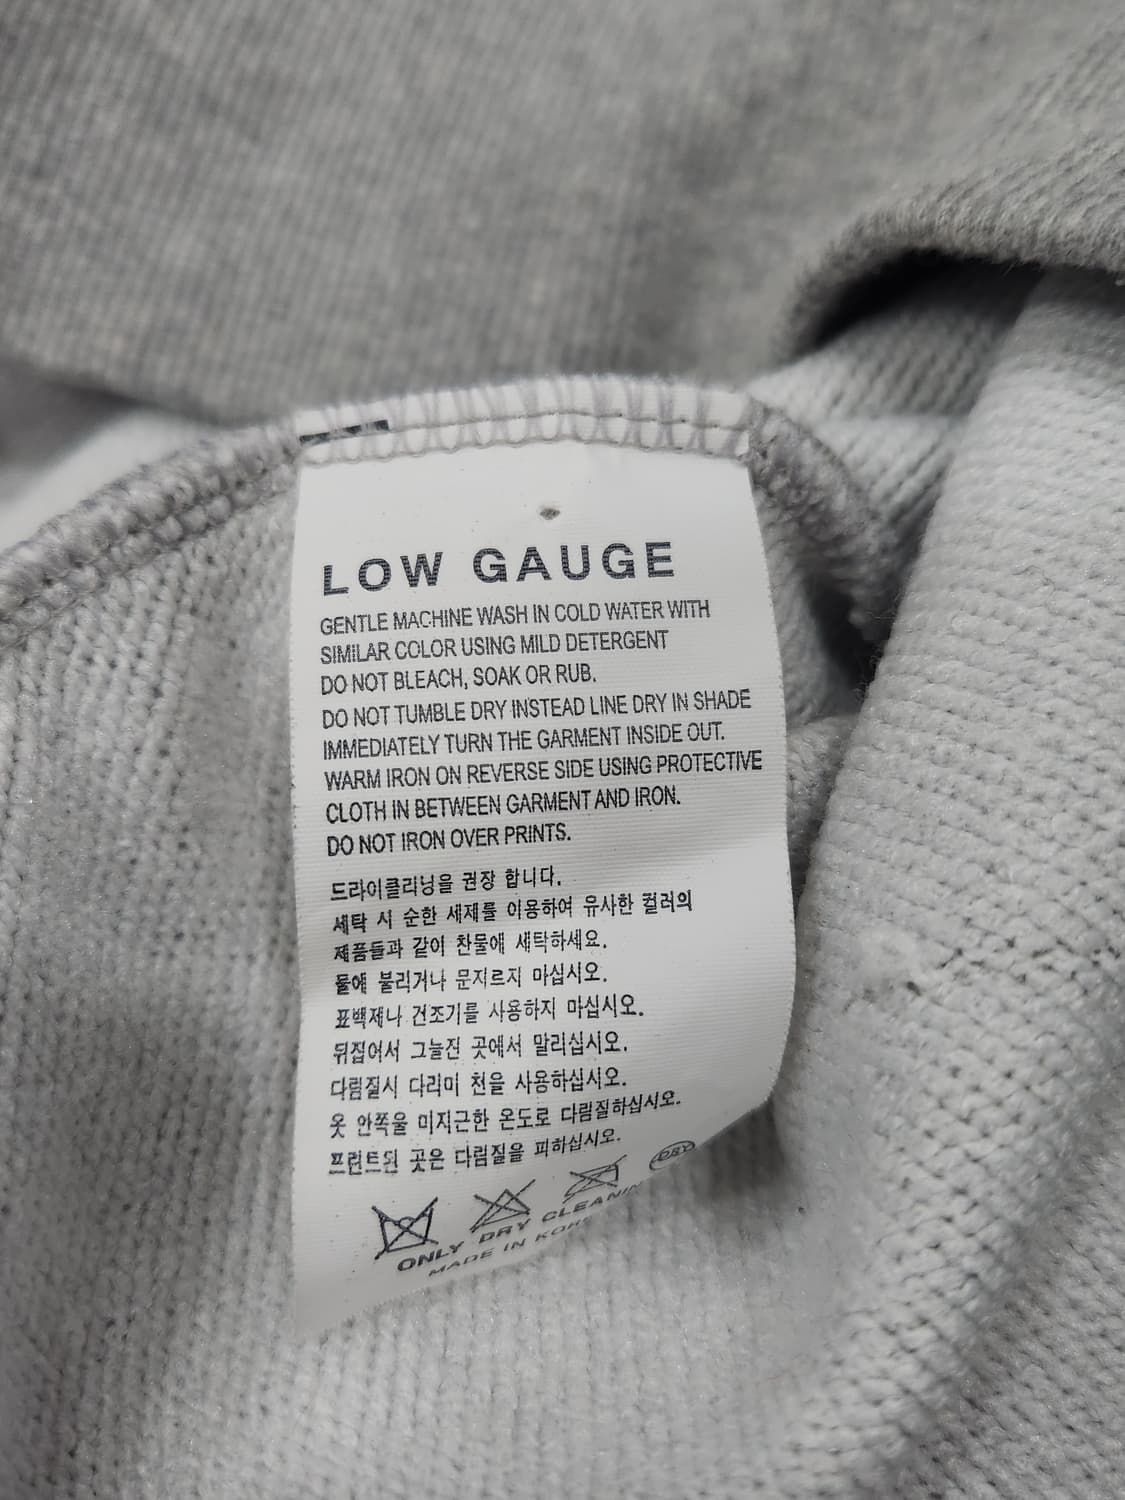 LOW GAUGE
GENTLE MACHINE WASH IN COLD WATER WITH
SIMILAR COLOR USING MILD DETERGENT
DO NOT BLEACH, SOAK OR RUB.
DO NOT TUMBLE DRY INSTEAD LINE DRY IN SHADE
IMMEDIATELY TURN THE GARMENT INSIDE OUT.
WARM IRON ON REVERSE SIDE USING PROTECTIVE
CLOTH IN BETWEEN GARMENT AND IRON.
DO NOT IRON OVER PRINTS.
드라이클리닝을 권장 합니다.
세탁 시 순한 세제를 이용하여 유사한 컬러의
제품들과 같이 찬물에 세탁하세요.
물에 불리거나 문지르지 마십시오.
표백제나 건조기를 사용하지 마십시오.
뒤집어서 그늘진 곳에서 말리십시오.
다림질시 다리미 천을 사용하십시오.
옷 안쪽을 미지근한 온도로 다림질하십시오.
프린트된 곳은 다림질을 피하십시오.
DRY
ONLY DRY CLEANIN
MADE IN KOR